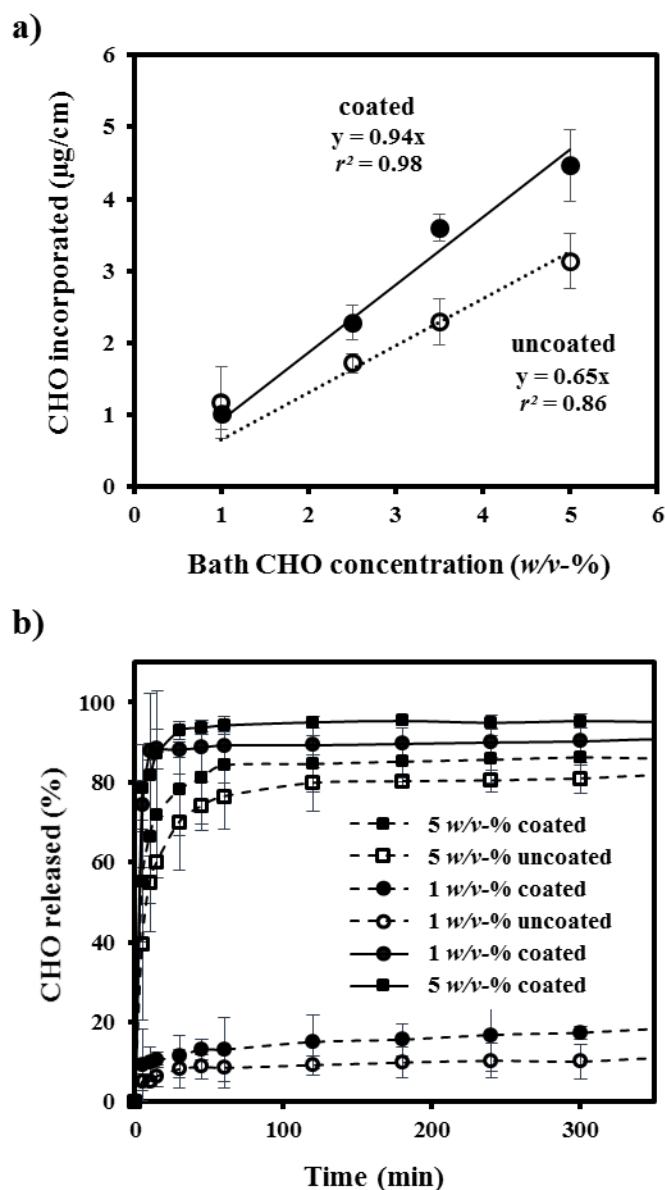 a)
6
5
4
3
2
1
0
CHO incorporated (µg/cm)
coated
y = 0.94x
r² = 0.98
uncoated
y = 0.65x
r² = 0.86
0 1 2 3 4 5 6
Bath CHO concentration (w/v-%)
b)
100
80
60
40
20
0
CHO released (%)
5 w/v-% coated
5 w/v-% uncoated
1 w/v-% coated
1 w/v-% uncoated
1 w/v-% coated
5 w/v-% coated
0 100 200 300
Time (min)